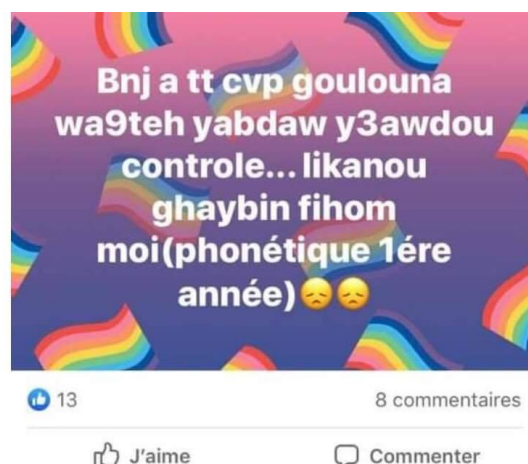 Bnj a tt cvp goulouna
wa9teh yabdaw y3awdou
controle... likanou
ghaybin fihom
moi(phonétique 1ére
année)😞😞
13
8 commentaires
J'aime
Commenter